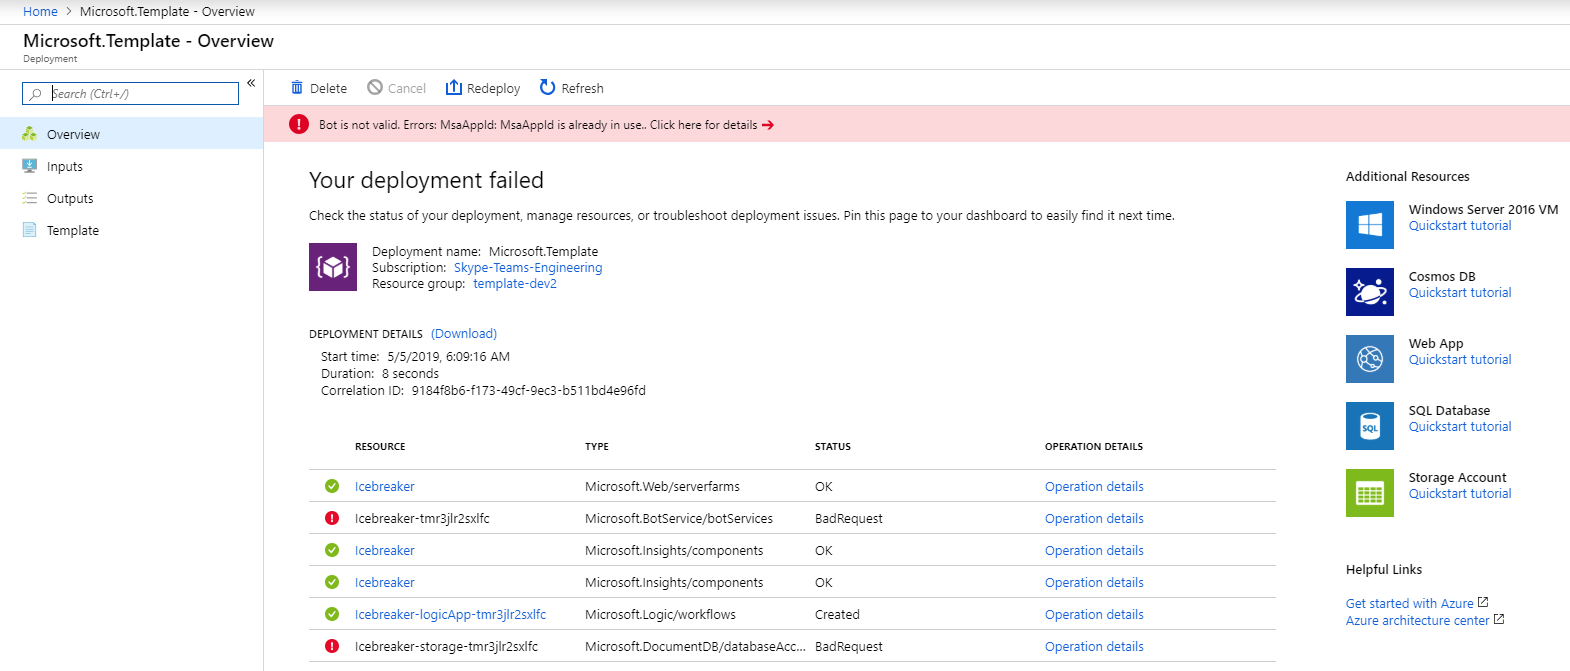 Home > Microsoft.Template - Overview
Microsoft.Template - Overview
Deployment
Search (Ctrl+/)
«
Overview
Inputs
Outputs
Template
Delete Cancel Redeploy Refresh
Bot is not valid. Errors: MsaAppId: MsaAppId is already in use.. Click here for details →
Your deployment failed
Check the status of your deployment, manage resources, or troubleshoot deployment issues. Pin this page to your dashboard to easily find it next time.
Deployment name: Microsoft.Template
Subscription: Skype-Teams-Engineering
Resource group: template-dev2
DEPLOYMENT DETAILS (Download)
Start time: 5/5/2019, 6:09:16 AM
Duration: 8 seconds
Correlation ID: 9184f8b6-f173-49cf-9ec3-b511bd4e96fd
RESOURCE TYPE STATUS OPERATION DETAILS
Icebreaker Microsoft.Web/serverfarms OK Operation details
Icebreaker-tmr3jlr2sxlfc Microsoft.BotService/botServices BadRequest Operation details
Icebreaker Microsoft.Insights/components OK Operation details
Icebreaker Microsoft.Insights/components OK Operation details
Icebreaker-logicApp-tmr3jlr2sxlfc Microsoft.Logic/workflows Created Operation details
Icebreaker-storage-tmr3jlr2sxlfc Microsoft.DocumentDB/databaseAcc... BadRequest Operation details
Additional Resources
Windows Server 2016 VM
Quickstart tutorial
Cosmos DB
Quickstart tutorial
Web App
Quickstart tutorial
SQL
SQL Database
Quickstart tutorial
Storage Account
Quickstart tutorial
Helpful Links
Get started with Azure
Azure architecture center